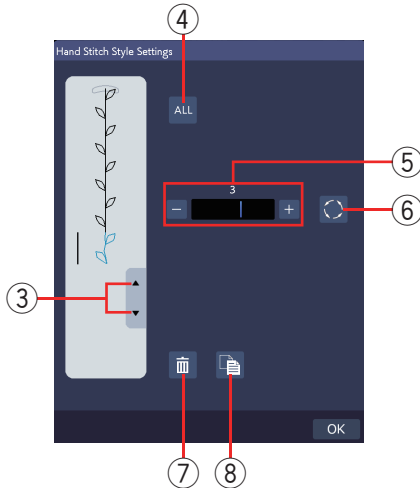 ④
Hand Stitch Style Settings
ALL
⑤
3
− +
⑥
③
OK
⑦ ⑧